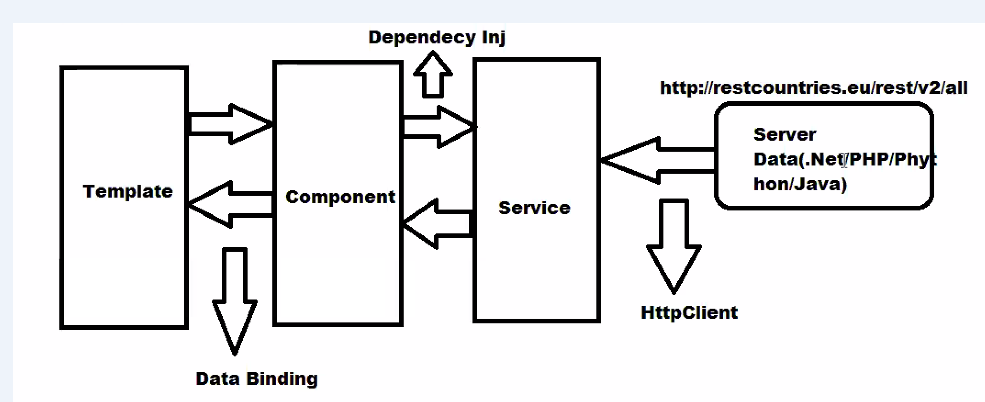 Dependecy Inj
http://restcountries.eu/rest/v2/all
Server
Data(.Net/PHP/Phyt
hon/Java)
Template
Component
Service
HttpClient
Data Binding